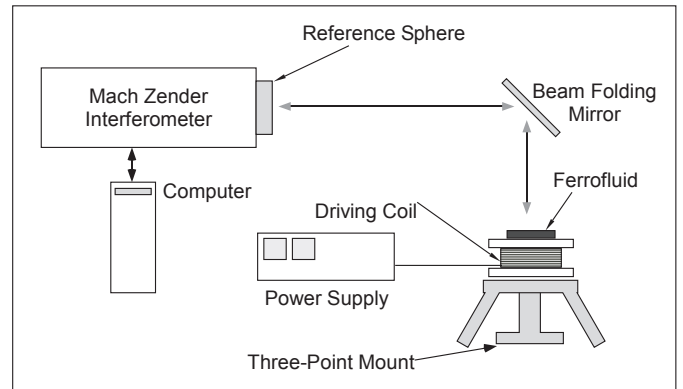 Reference Sphere
Mach Zender
Interferometer
Beam Folding
Mirror
Computer
Ferrofluid
Driving Coil
Power Supply
Three-Point Mount